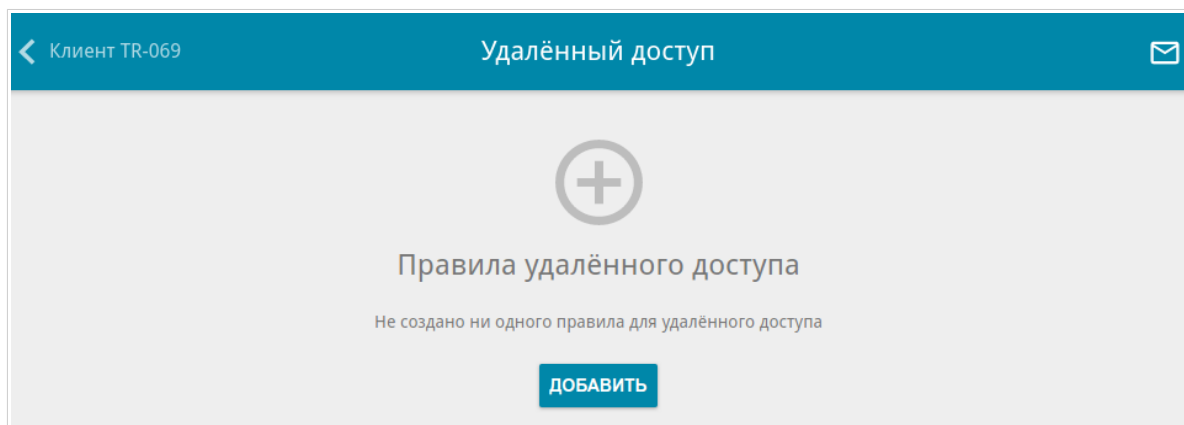 Клиент TR-069
Удалённый доступ
Правила удалённого доступа
Не создано ни одного правила для удалённого доступа
ДОБАВИТЬ